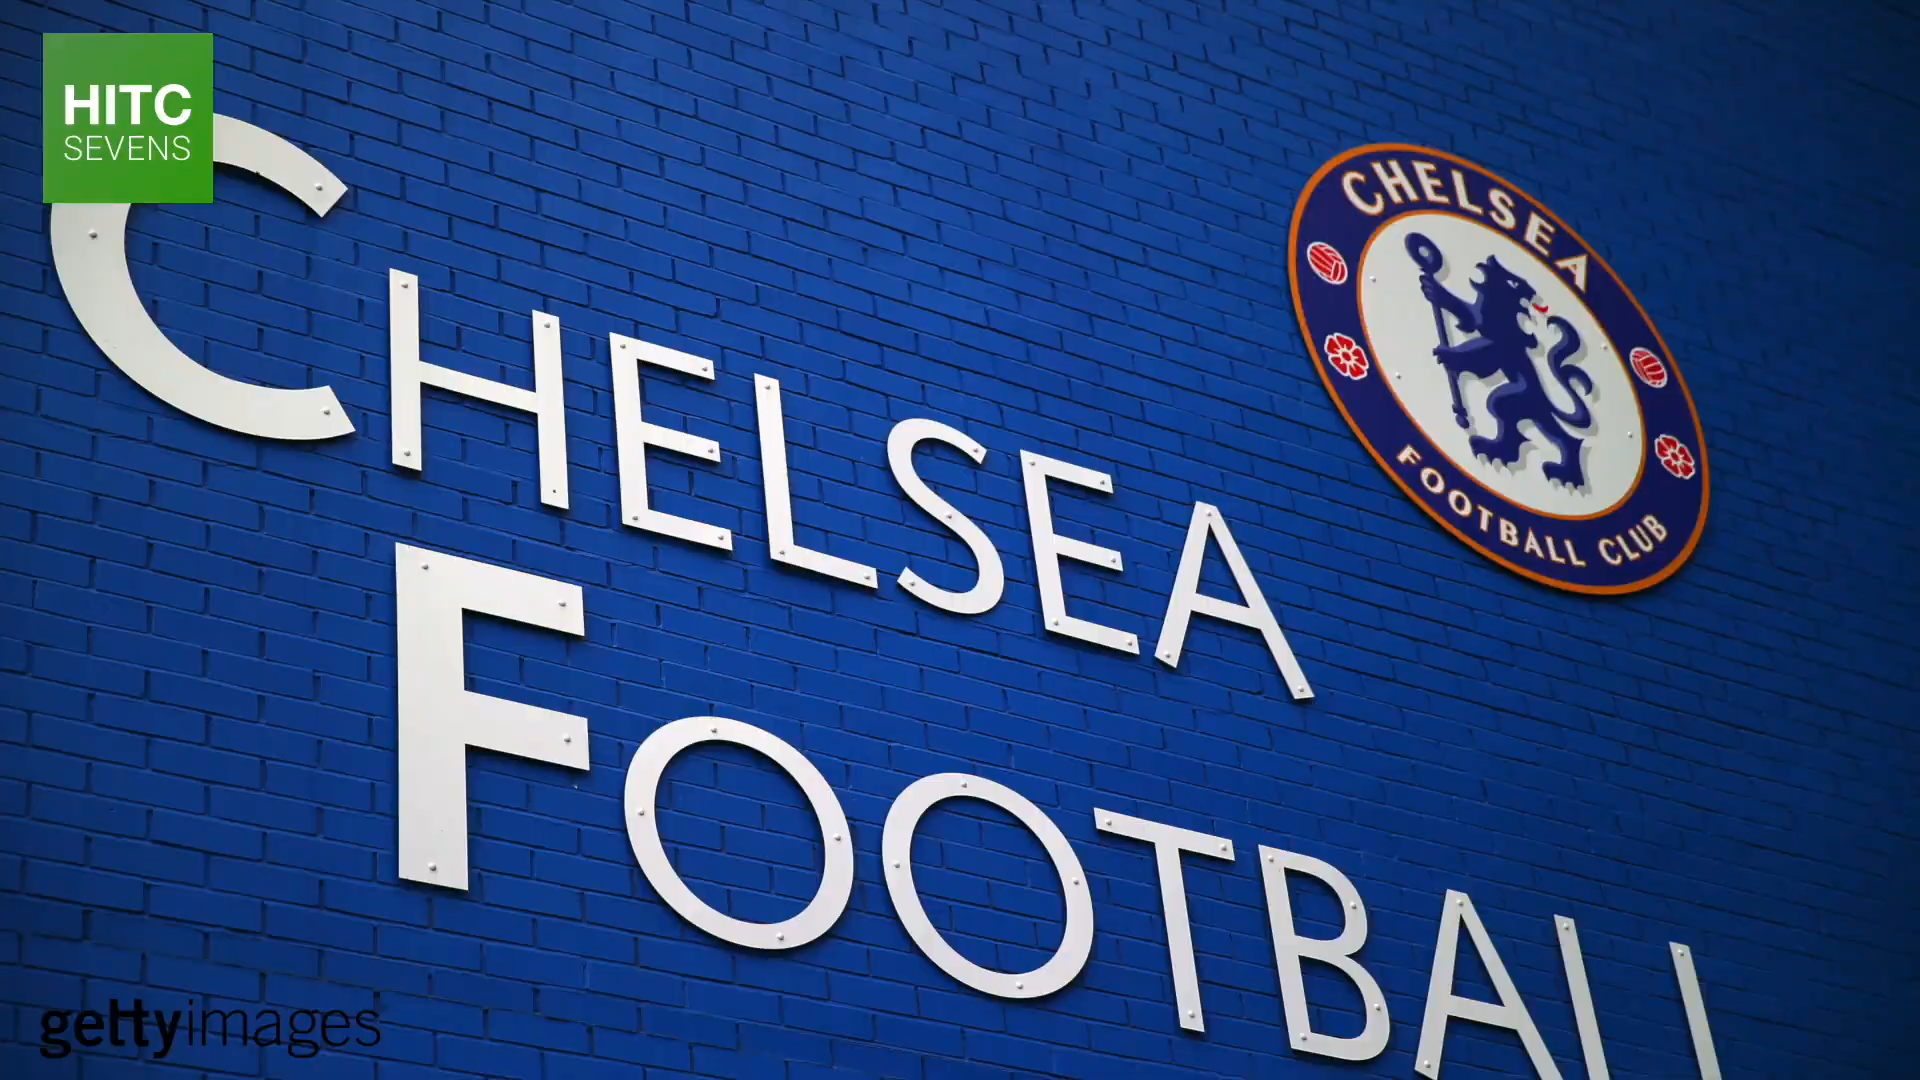 HITC
SEVENS
CHELSEA
FOOTBALL
CHELSEA
FOOTBALL CLUB
gettyimages